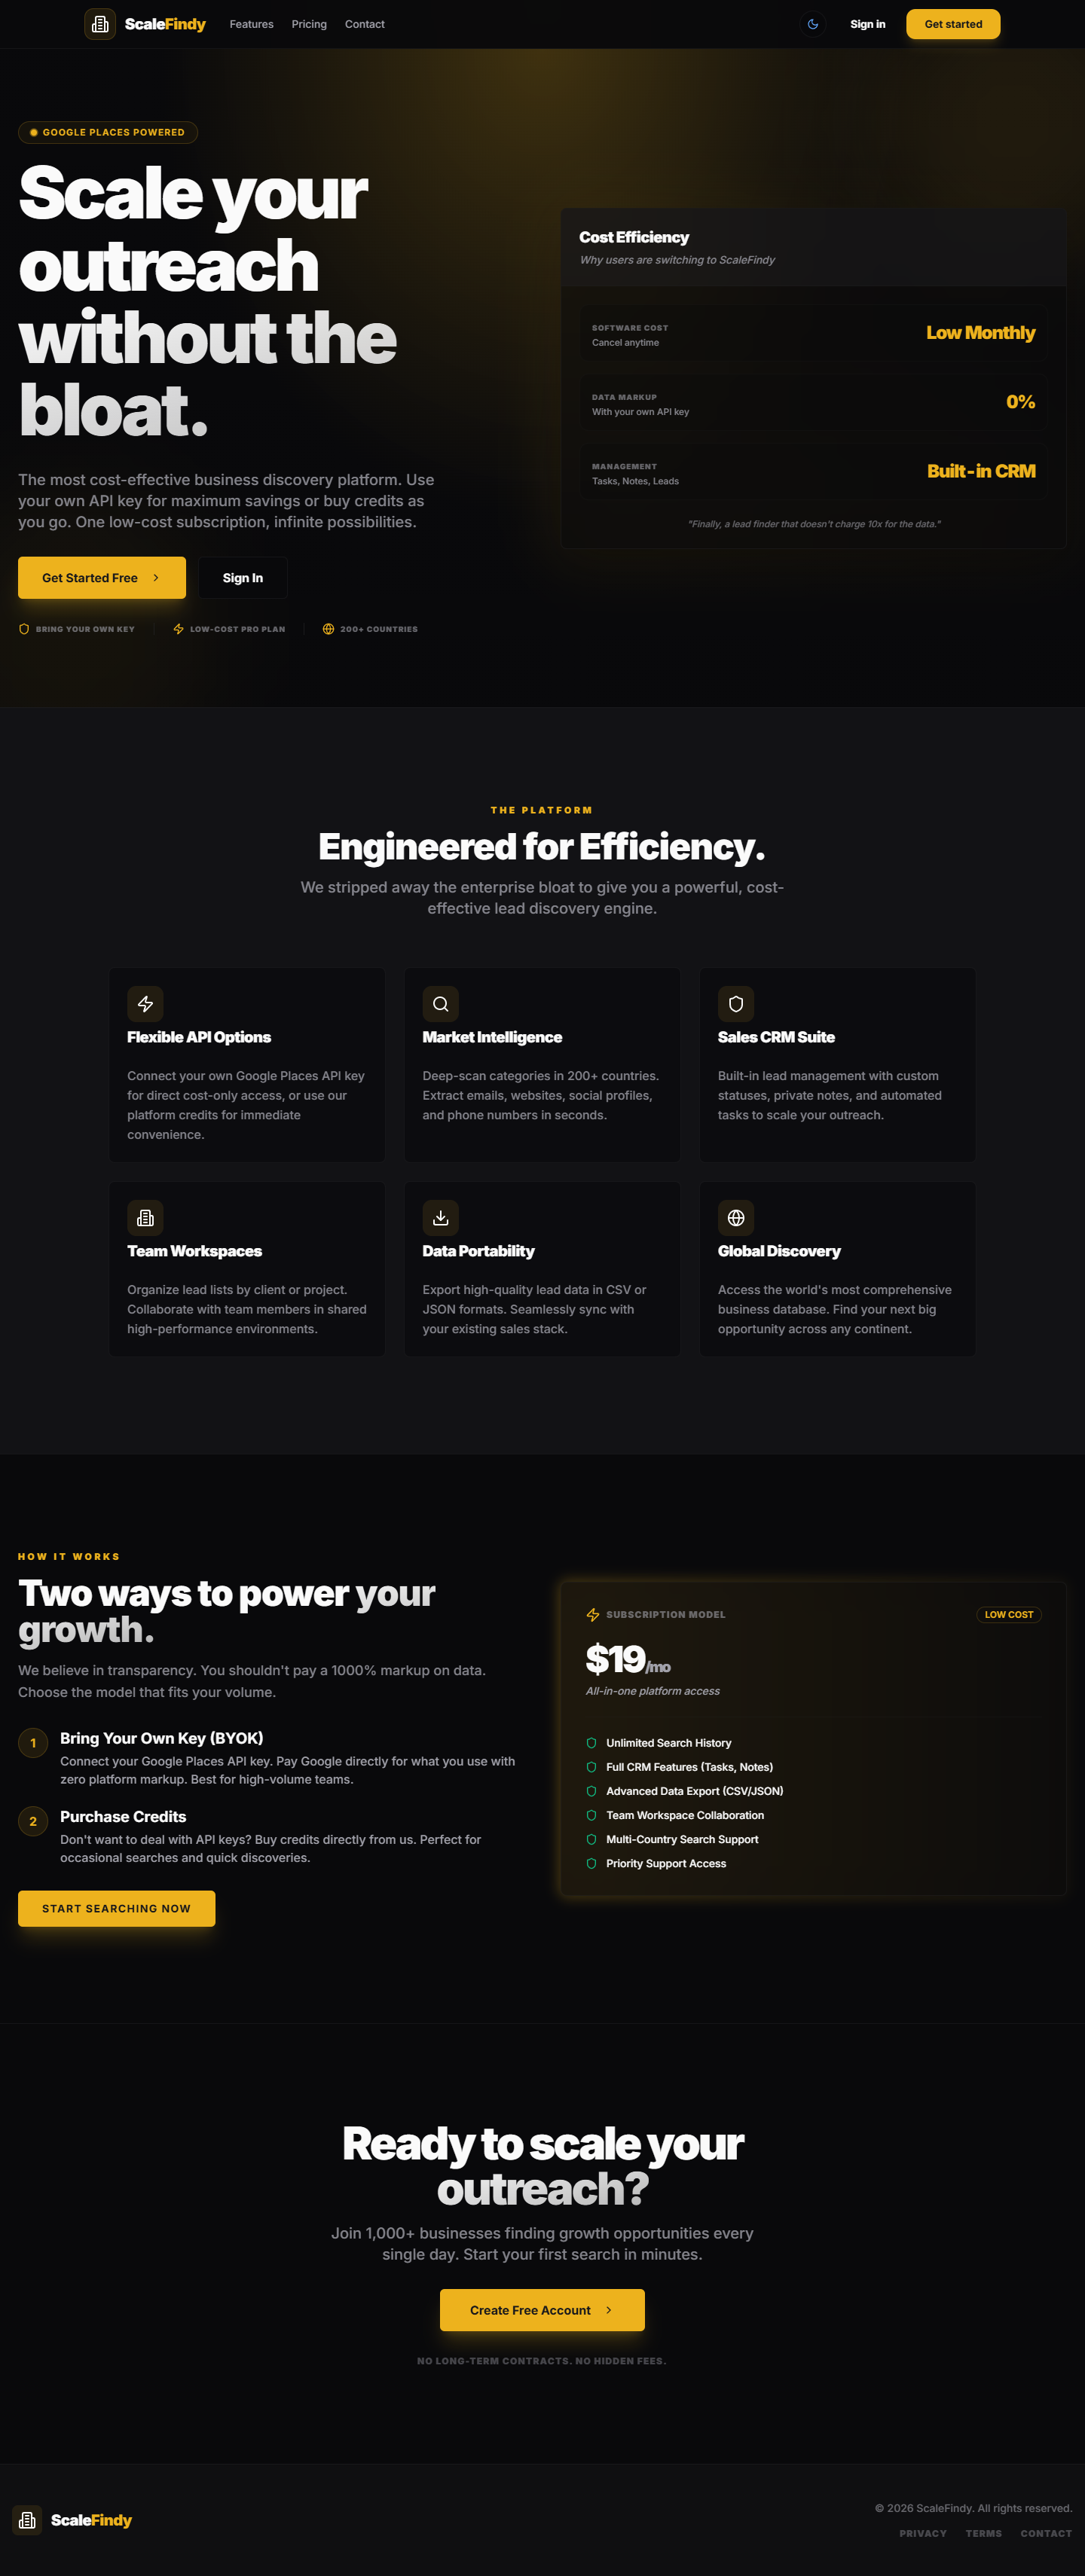 ScaleFindy
Features
Pricing
Contact
Sign in
Get started
GOOGLE PLACES POWERED
Scale your
outreach
without the
bloat.
The most cost-effective business discovery platform. Use
your own API key for maximum savings or buy credits as
you go. One low-cost subscription, infinite possibilities.
Get Started Free
Sign In
BRING YOUR OWN KEY
LOW-COST PRO PLAN
200+ COUNTRIES
Cost Efficiency
Why users are switching to ScaleFindy
SOFTWARE COST
Cancel anytime
Low Monthly
DATA MARKUP
With your own API key
0%
MANAGEMENT
Tasks, Notes, Leads
Built-in CRM
"Finally, a lead finder that doesn't charge 10x for the data."
THE PLATFORM
Engineered for Efficiency.
We stripped away the enterprise bloat to give you a powerful, cost-
effective lead discovery engine.
Flexible API Options
Connect your own Google Places API key
for direct cost-only access, or use our
platform credits for immediate
convenience.
Market Intelligence
Deep-scan categories in 200+ countries.
Extract emails, websites, social profiles,
and phone numbers in seconds.
Sales CRM Suite
Built-in lead management with custom
statuses, private notes, and automated
tasks to scale your outreach.
Team Workspaces
Organize lead lists by client or project.
Collaborate with team members in shared
high-performance environments.
Data Portability
Export high-quality lead data in CSV or
JSON formats. Seamlessly sync with
your existing sales stack.
Global Discovery
Access the world's most comprehensive
business database. Find your next big
opportunity across any continent.
HOW IT WORKS
Two ways to power your
growth.
We believe in transparency. You shouldn't pay a 1000% markup on data.
Choose the model that fits your volume.
1
Bring Your Own Key (BYOK)
Connect your Google Places API key. Pay Google directly for what you use with
zero platform markup. Best for high-volume teams.
2
Purchase Credits
Don't want to deal with API keys? Buy credits directly from us. Perfect for
occasional searches and quick discoveries.
START SEARCHING NOW
SUBSCRIPTION MODEL
LOW COST
$19/mo
All-in-one platform access
Unlimited Search History
Full CRM Features (Tasks, Notes)
Advanced Data Export (CSV/JSON)
Team Workspace Collaboration
Multi-Country Search Support
Priority Support Access
Ready to scale your
outreach?
Join 1,000+ businesses finding growth opportunities every
single day. Start your first search in minutes.
Create Free Account
NO LONG-TERM CONTRACTS. NO HIDDEN FEES.
ScaleFindy
© 2026 ScaleFindy. All rights reserved.
PRIVACY
TERMS
CONTACT